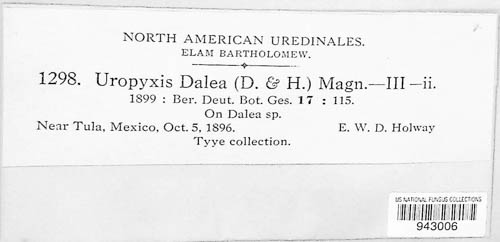 NORTH AMERICAN UREDINALES.
ELAM BARTHOLOMEW.
1298. Uropyxis Dalea (D. & H.) Magn.—III—ii.
1899 : Ber. Deut. Bot. Ges. 17 : 115.
On Dalea sp.
Near Tula, Mexico, Oct. 5, 1896. E. W. D. Holway
Tyye collection.
US NATIONAL FUNGUS COLLECTIONS
943006